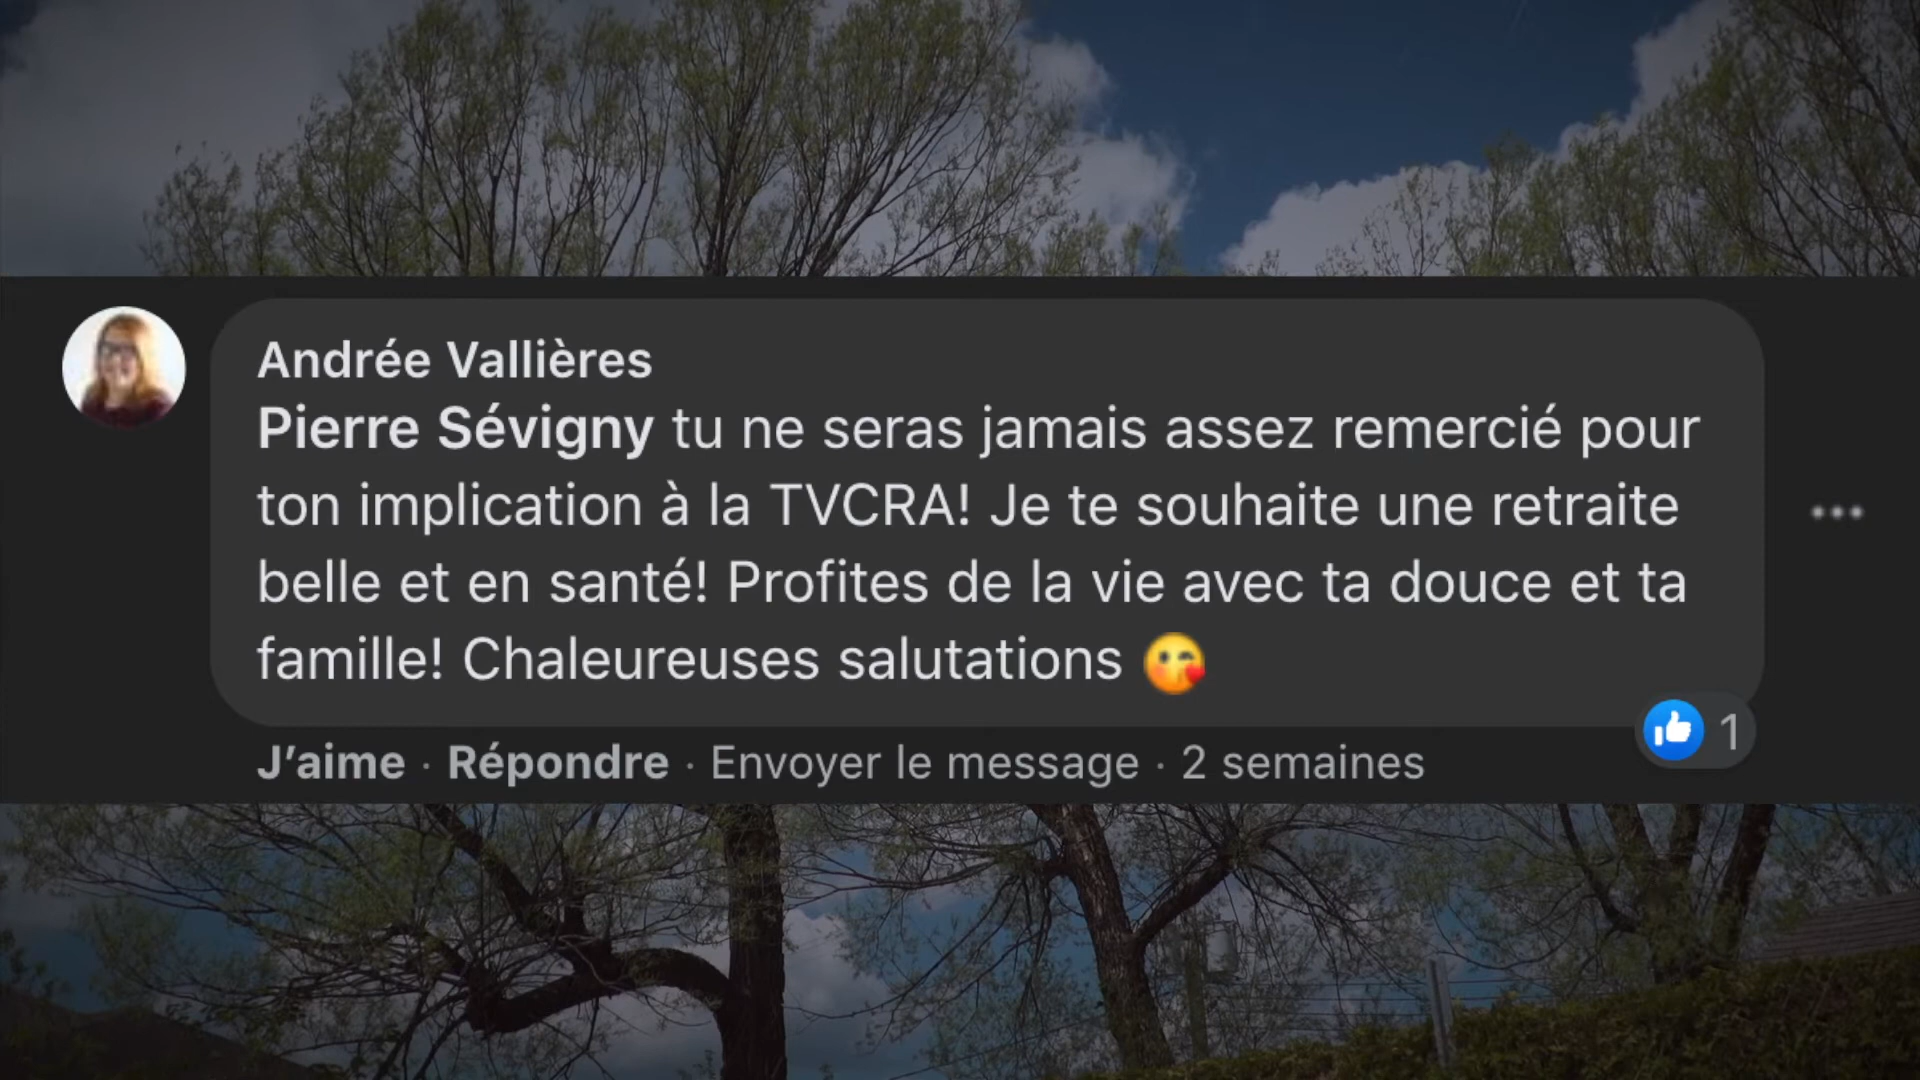 Andrée Vallières
Pierre Sévigny tu ne seras jamais assez remercié pour
ton implication à la TVCRA! Je te souhaite une retraite
belle et en santé! Profites de la vie avec ta douce et ta
famille! Chaleureuses salutations 😘
J’aime · Répondre · Envoyer le message · 2 semaines
1